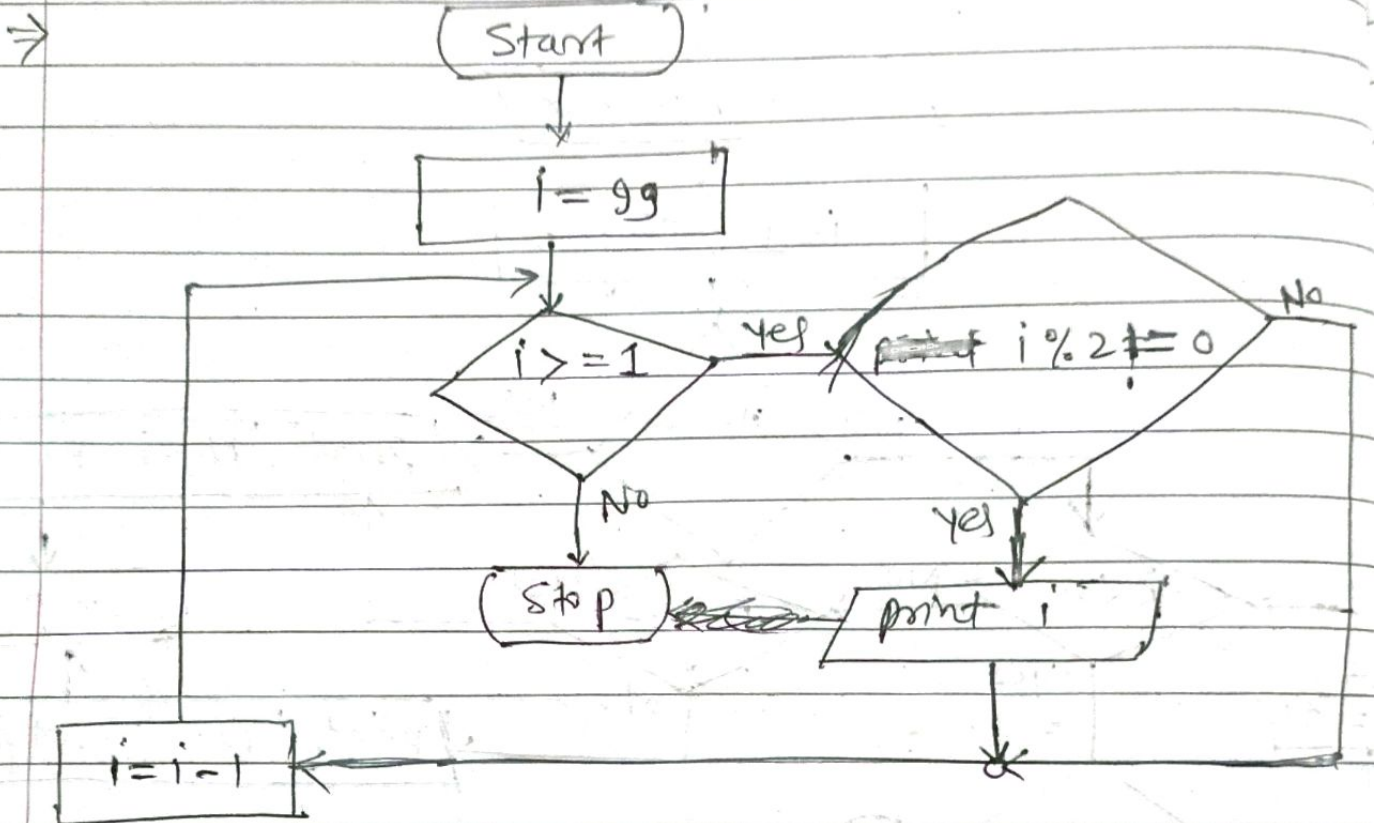 ⇒
Start
i = 99
i > = 1
Yes
i % 2 != 0
No
No
Yes
Stop
print i
i = i - 1